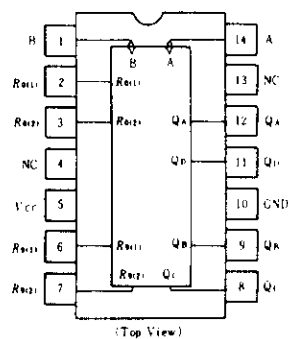 B 1 14 A
B A
R0(1) 2 R0(1) 13 NC
R0(2) 3 R0(2) QA 12 QA
NC 4 QD 11 QD
VCC 5 10 GND
R9(1) 6 R9(1) QB 9 QB
R9(2) QC
R9(2) 7 8 QC
(Top View)